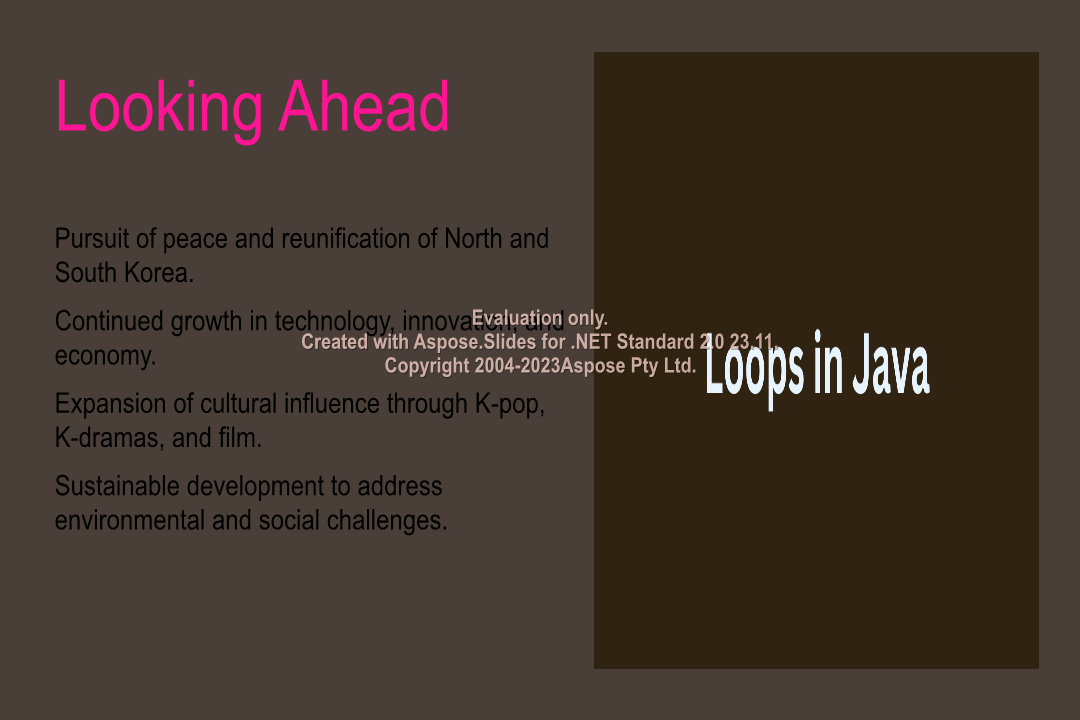 Looking Ahead
Pursuit of peace and reunification of North and
South Korea.
Continued growth in technology, innovation, and
economy.
Expansion of cultural influence through K-pop,
K-dramas, and film.
Sustainable development to address
environmental and social challenges.
Evaluation only.
Created with Aspose.Slides for .NET Standard 2.0 23.11.
Copyright 2004-2023Aspose Pty Ltd.
Loops in Java